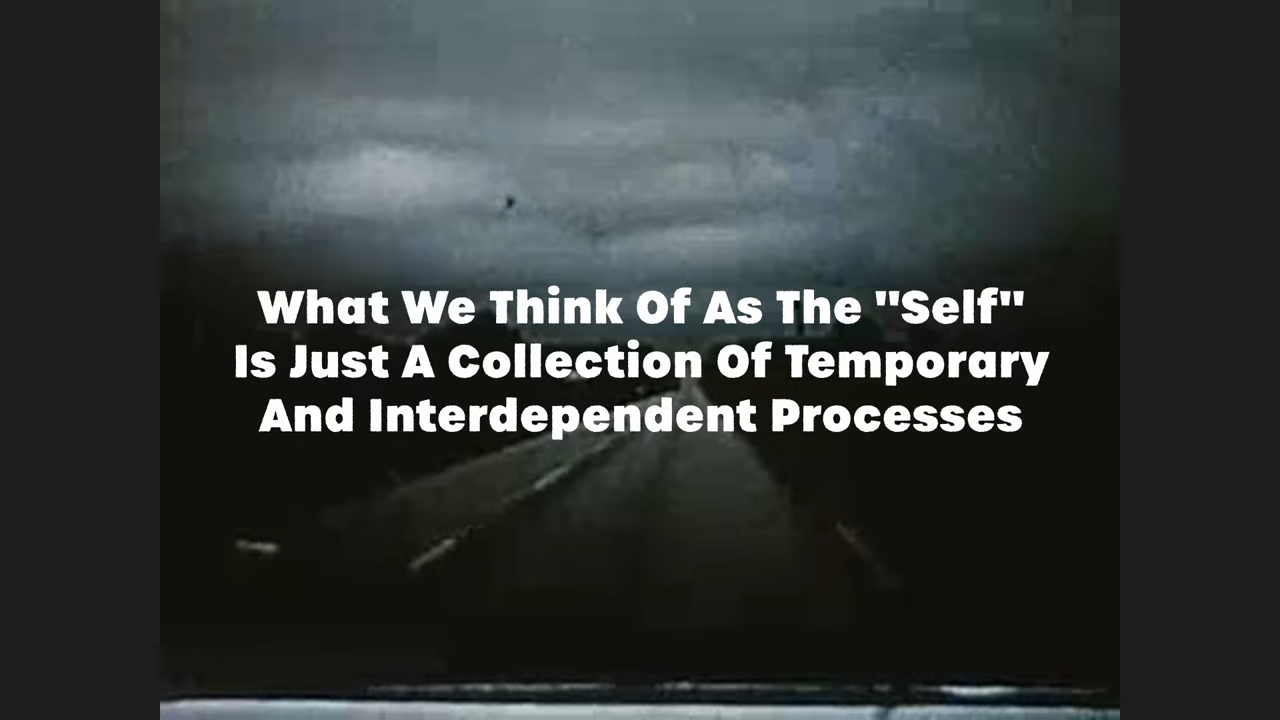 What We Think Of As The "Self"
Is Just A Collection Of Temporary
And Interdependent Processes